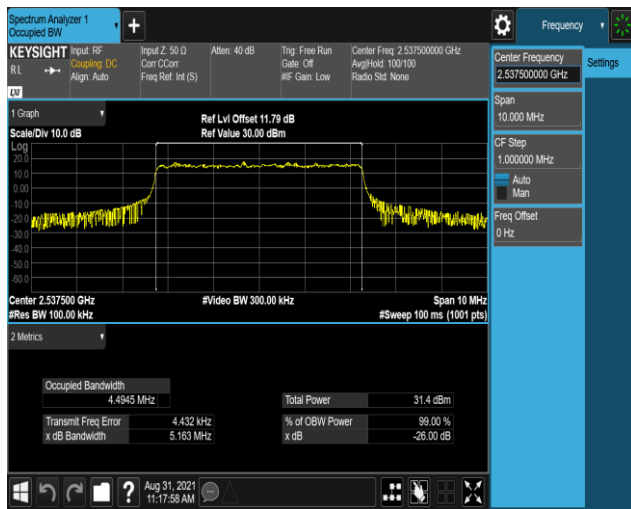 Spectrum Analyzer 1
Occupied BW
+
Frequency
KEYSIGHT
Input: RF
Input Z: 50 Ω
Atten: 40 dB
Trig: Free Run
Center Freq: 2.537500000 GHz
RL
Coupling: DC
Corr CCorr
Gate: Off
Avg|Hold: 100/100
Align: Auto
Freq Ref: Int (S)
#IF Gain: Low
Radio Std: None
LXI
Center Frequency
2.537500000 GHz
Settings
Span
10.000 MHz
CF Step
1.000000 MHz
Auto
Man
Freq Offset
0 Hz
1 Graph
Ref Lvl Offset 11.79 dB
Scale/Div 10.0 dB
Ref Value 30.00 dBm
Log
20.0
10.0
0.00
-10.0
-20.0
-30.0
-40.0
-50.0
-60.0
Center 2.537500 GHz
#Video BW 300.00 kHz
Span 10 MHz
#Res BW 100.00 kHz
#Sweep 100 ms (1001 pts)
2 Metrics
Occupied Bandwidth
4.4945 MHz
Total Power
31.4 dBm
Transmit Freq Error
4.432 kHz
% of OBW Power
99.00 %
x dB Bandwidth
5.163 MHz
x dB
-26.00 dB
?
Aug 31, 2021
11:17:58 AM